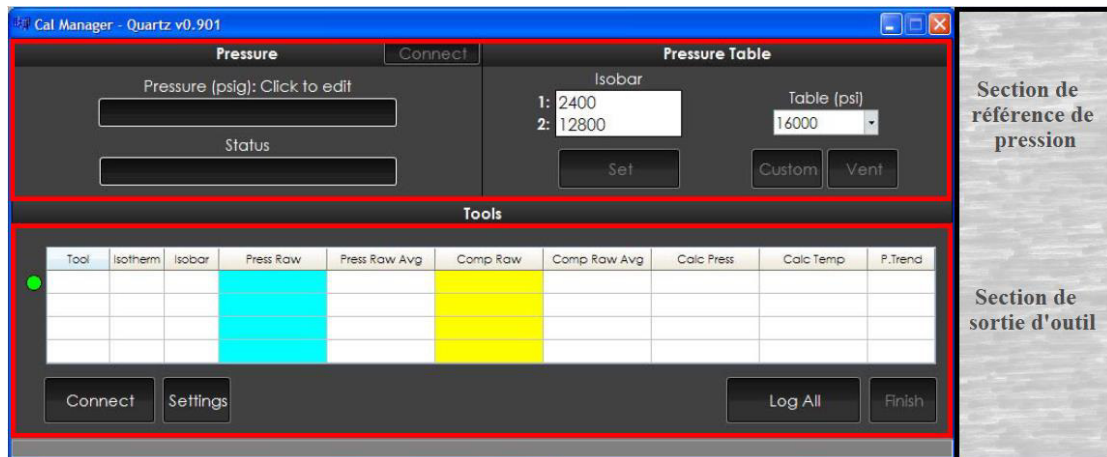 Cal Manager - Quartz v0.901
Pressure
Connect
Pressure Table
Pressure (psig): Click to edit
Status
Isobar
1: 2400
2: 12800
Table (psi)
16000
Set
Custom
Vent
Section de
référence de
pression
Tools
Tool Isotherm Isobar Press Raw Press Raw Avg Comp Raw Comp Raw Avg Calc Press Calc Temp P.Trend
Connect
Settings
Log All
Finish
Section de
sortie d'outil